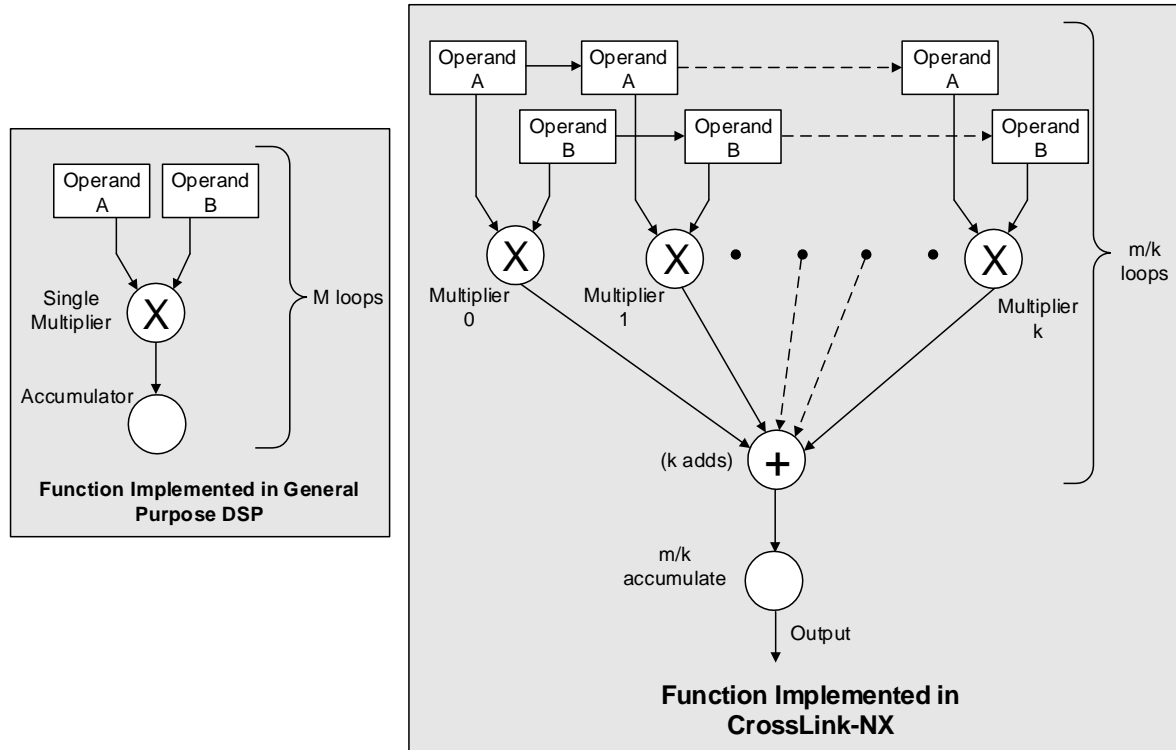 Operand
A
Operand
B
Single
Multiplier
X
M loops
Accumulator
Function Implemented in General
Purpose DSP
Operand
A
Operand
A
Operand
A
Operand
B
Operand
B
Operand
B
X
X
X
Multiplier
0
Multiplier
1
Multiplier
k
m/k
loops
(k adds)
+
m/k
accumulate
Output
Function Implemented in
CrossLink-NX